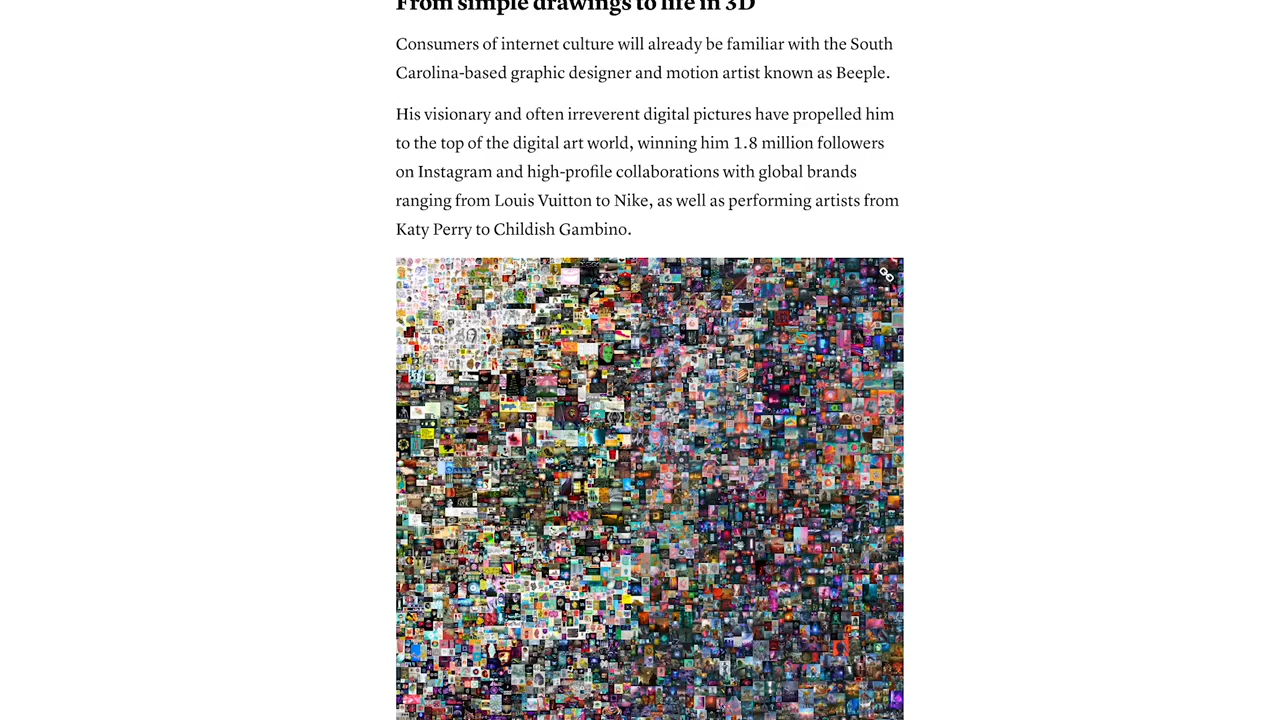 From simple drawings to life in 3D
Consumers of internet culture will already be familiar with the South
Carolina-based graphic designer and motion artist known as Beeple.
His visionary and often irreverent digital pictures have propelled him
to the top of the digital art world, winning him 1.8 million followers
on Instagram and high-profile collaborations with global brands
ranging from Louis Vuitton to Nike, as well as performing artists from
Katy Perry to Childish Gambino.